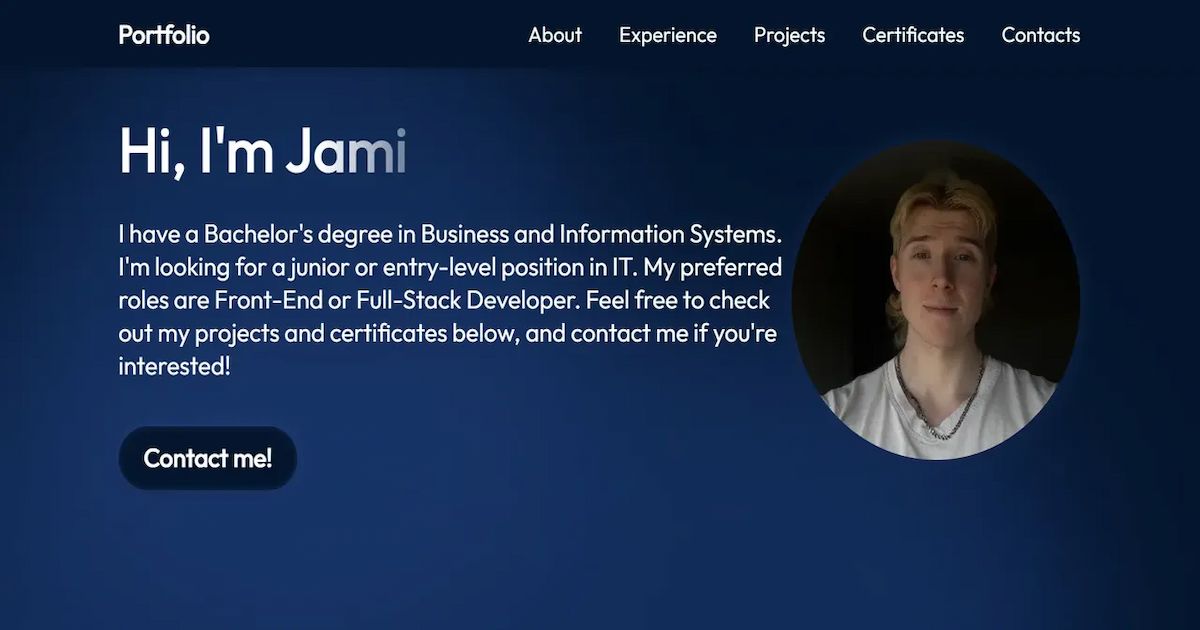 Portfolio
About Experience Projects Certificates Contacts
Hi, I'm Jami
I have a Bachelor's degree in Business and Information Systems.
I'm looking for a junior or entry-level position in IT. My preferred
roles are Front-End or Full-Stack Developer. Feel free to check
out my projects and certificates below, and contact me if you're
interested!
Contact me!